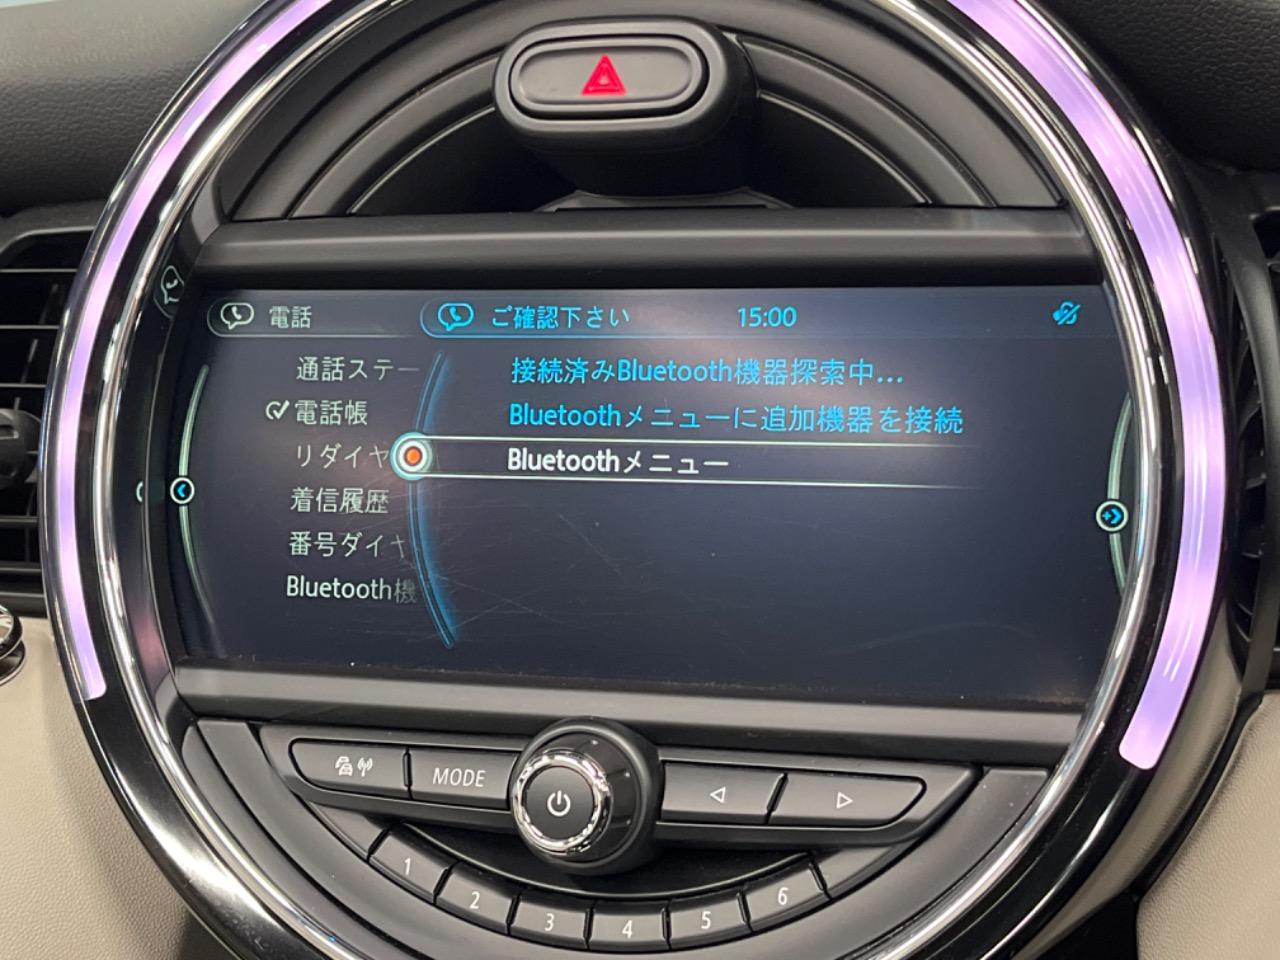 電話
ご確認下さい 15:00
通話ステー
電話帳
リダイヤ
着信履歴
番号ダイヤ
Bluetooth機
接続済みBluetooth機器探索中...
Bluetoothメニューに追加機器を接続
Bluetoothメニュー
MODE
1 2 3 4 5 6